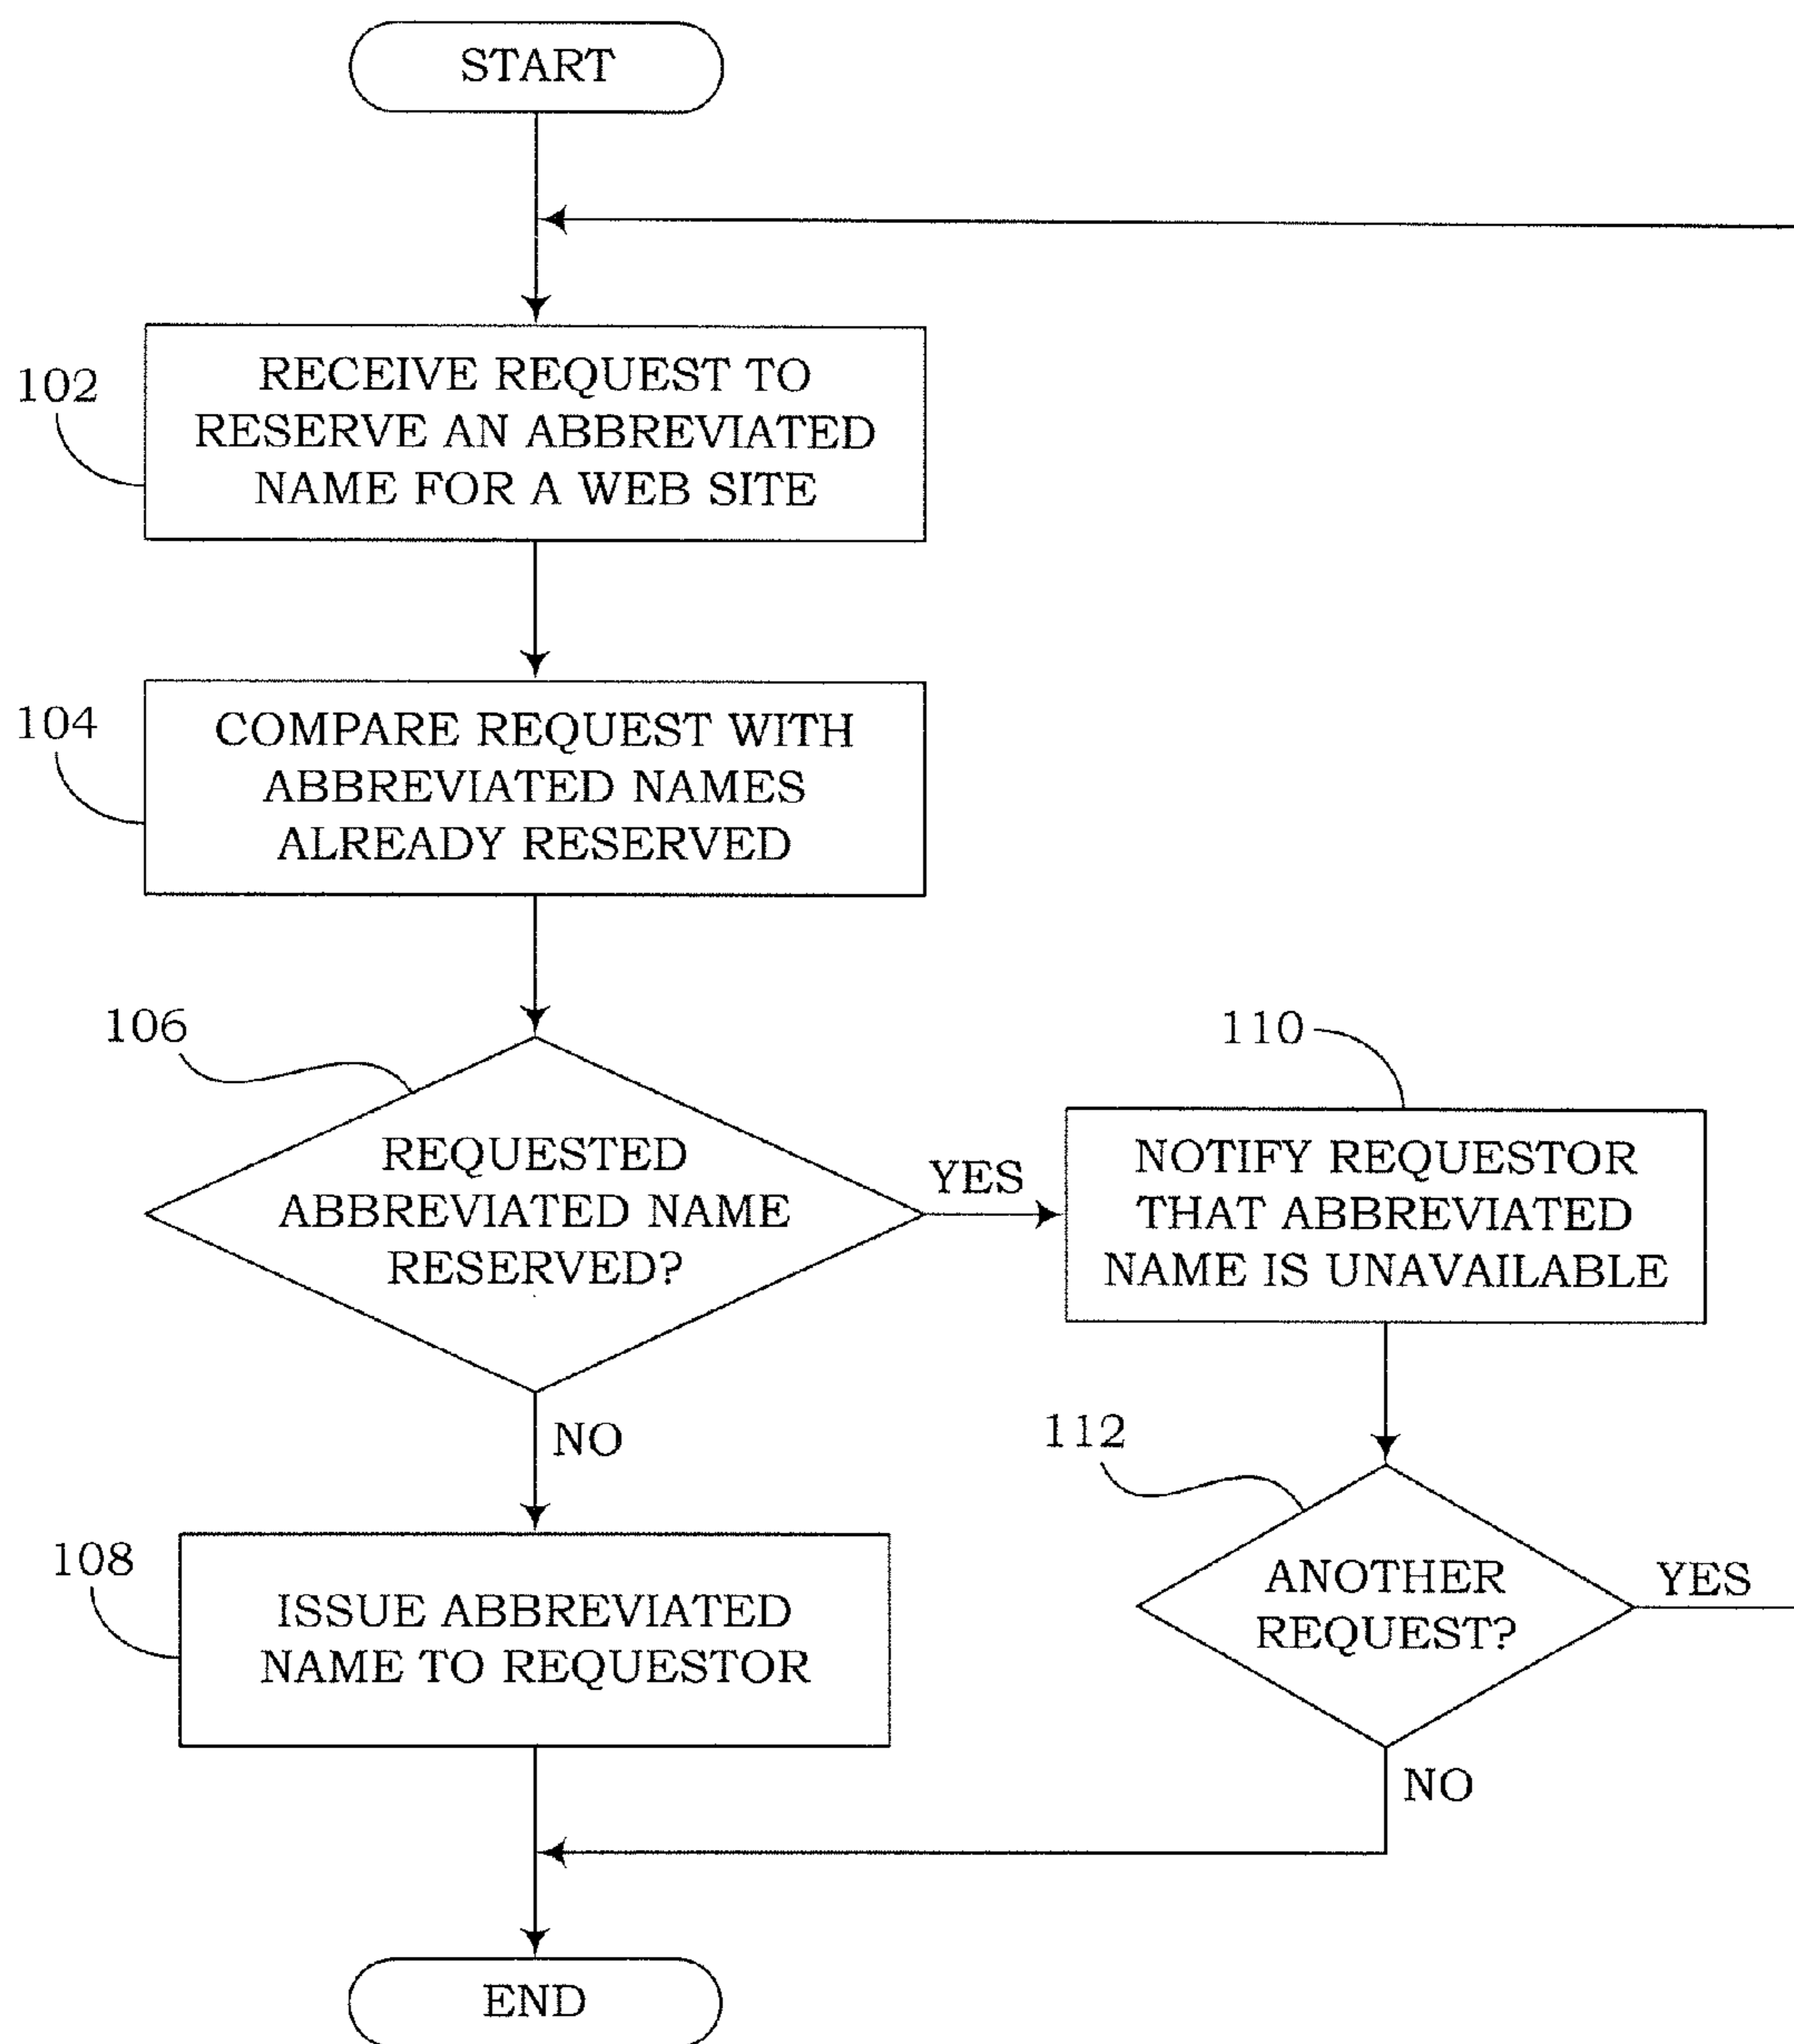 START
102
RECEIVE REQUEST TO
RESERVE AN ABBREVIATED
NAME FOR A WEB SITE
104
COMPARE REQUEST WITH
ABBREVIATED NAMES
ALREADY RESERVED
106
REQUESTED
ABBREVIATED NAME
RESERVED?
YES
110
NOTIFY REQUESTOR
THAT ABBREVIATED
NAME IS UNAVAILABLE
NO
112
ANOTHER
REQUEST?
YES
108
ISSUE ABBREVIATED
NAME TO REQUESTOR
NO
END